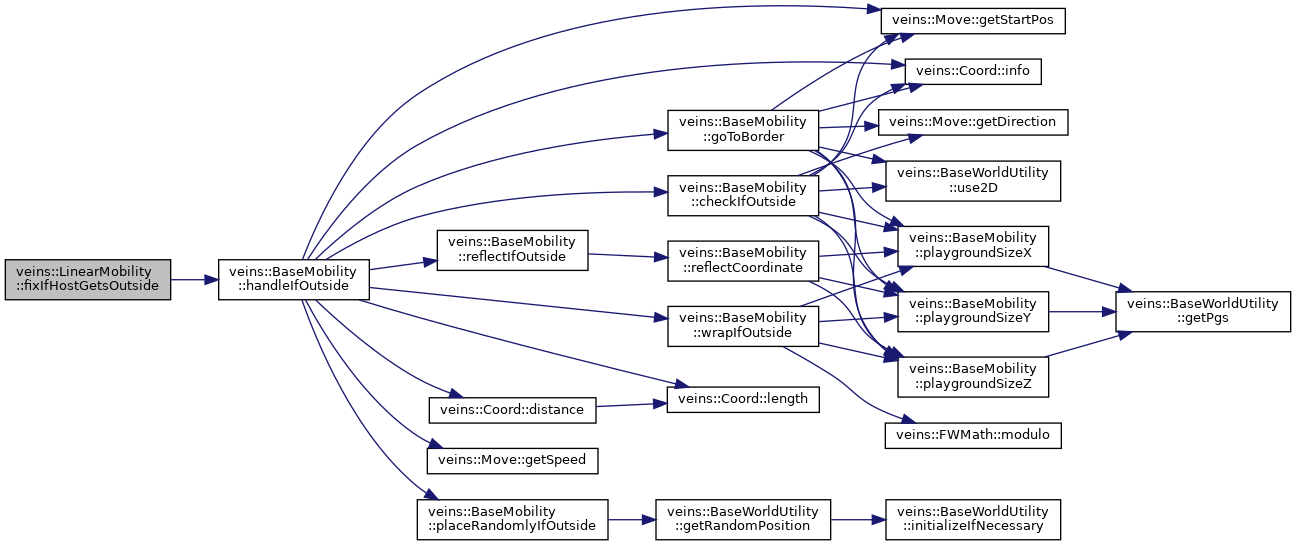 veins::LinearMobility
::fixIfHostGetsOutside
veins::BaseMobility
::handleIfOutside
veins::Move::getStartPos
veins::Coord::info
veins::BaseMobility
::goToBorder
veins::Move::getDirection
veins::BaseWorldUtility
::use2D
veins::BaseMobility
::checkIfOutside
veins::BaseMobility
::playgroundSizeX
veins::BaseMobility
::reflectIfOutside
veins::BaseMobility
::reflectCoordinate
veins::BaseMobility
::playgroundSizeY
veins::BaseWorldUtility
::getPgs
veins::BaseMobility
::wrapIfOutside
veins::BaseMobility
::playgroundSizeZ
veins::Coord::distance
veins::Coord::length
veins::FWMath::modulo
veins::Move::getSpeed
veins::BaseMobility
::placeRandomlyIfOutside
veins::BaseWorldUtility
::getRandomPosition
veins::BaseWorldUtility
::initializeIfNecessary